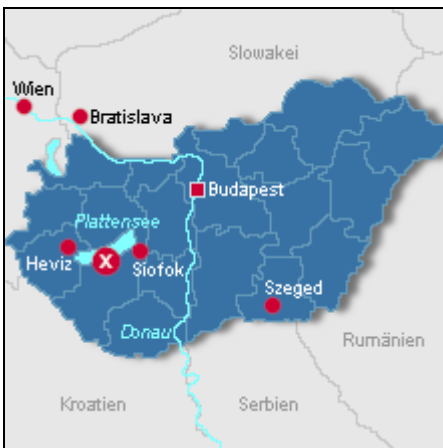 Slowakei
Wien
Bratislava
Budapest
Plattensee
Heviz
X
Siofok
Szeged
Donau
Rumänien
Kroatien
Serbien